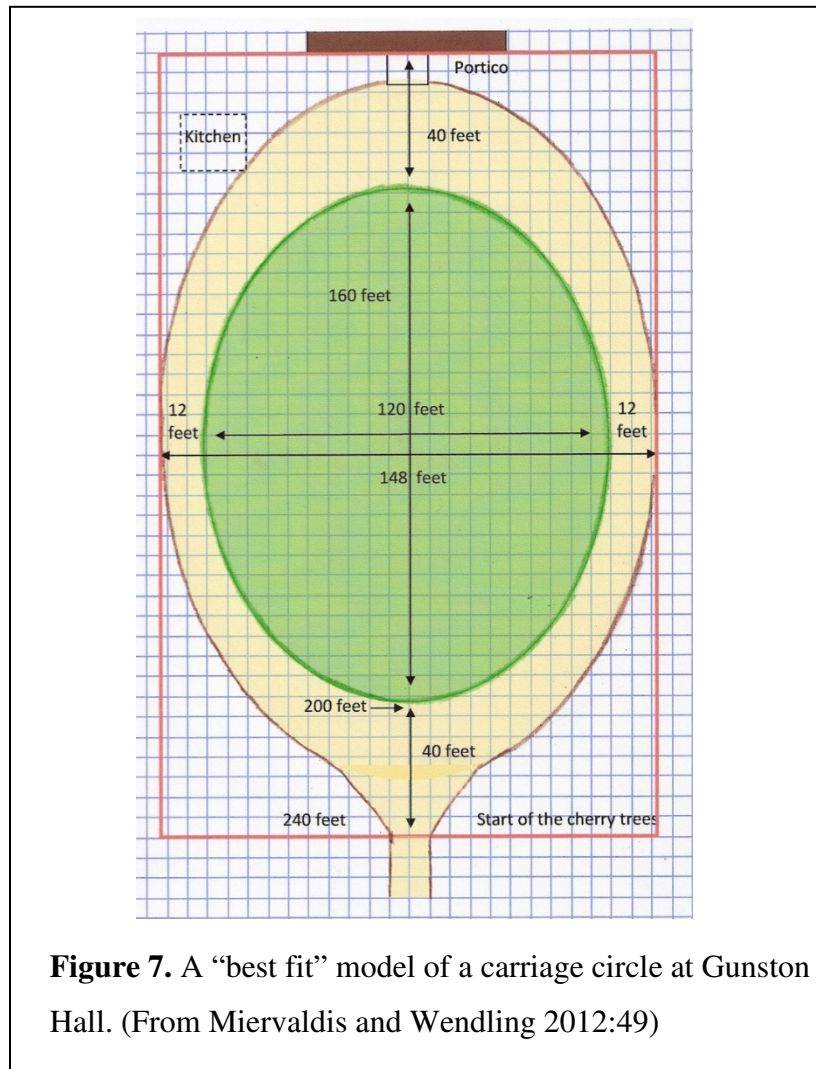 Portico
Kitchen
40 feet
160 feet
12
feet
120 feet
12
feet
148 feet
200 feet
40 feet
240 feet
Start of the cherry trees
Figure 7. A “best fit” model of a carriage circle at Gunston
Hall. (From Miervaldis and Wendling 2012:49)